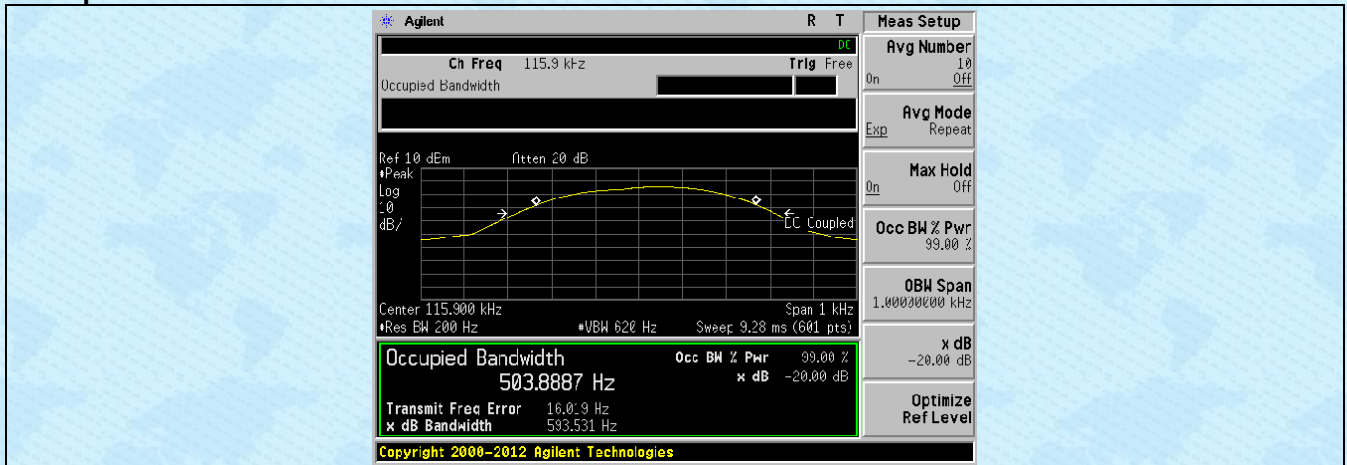 Agilent R T Meas Setup
DC
Ch Freq 115.9 kHz Trig Free
Occupied Bandwidth
Avg Number
10
On Off
Avg Mode
Exp Repeat
Ref 10 dBm Atten 20 dB
#Peak
Log
10
dB/
DC Coupled
Max Hold
On Off
Occ BW % Pwr
99.00 %
Center 115.900 kHz Span 1 kHz
#Res BW 200 Hz #VBW 620 Hz Sweep 9.28 ms (601 pts)
OBW Span
1.00000000 kHz
Occupied Bandwidth Occ BW % Pwr 99.00 %
503.8887 Hz x dB -20.00 dB
Transmit Freq Error 16.019 Hz
x dB Bandwidth 593.531 Hz
x dB
-20.00 dB
Optimize
Ref Level
Copyright 2000-2012 Agilent Technologies